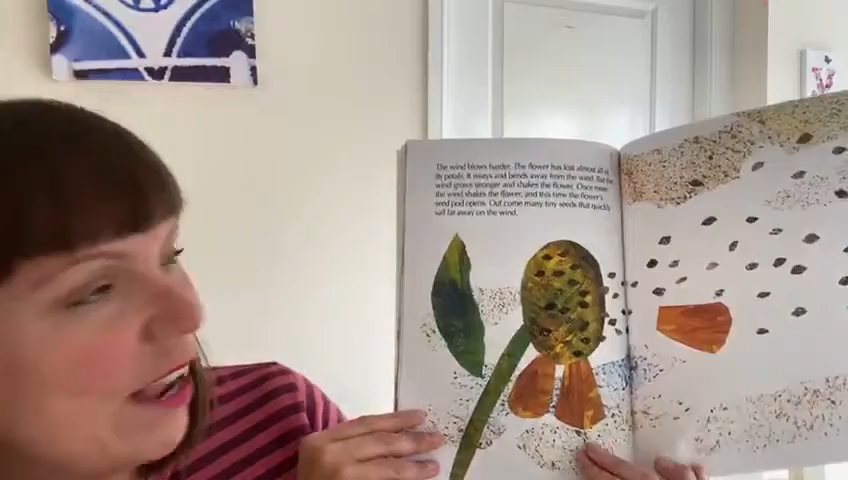 The wind blows harder. The flower has lost almost all of
its petals. It sways and bends away from the wind. But the
wind grows stronger and shakes the flower. Once more
the wind shakes the flower, and this time the flower's
seed pod opens. Out come many tiny seeds that quickly
sail far away on the wind.